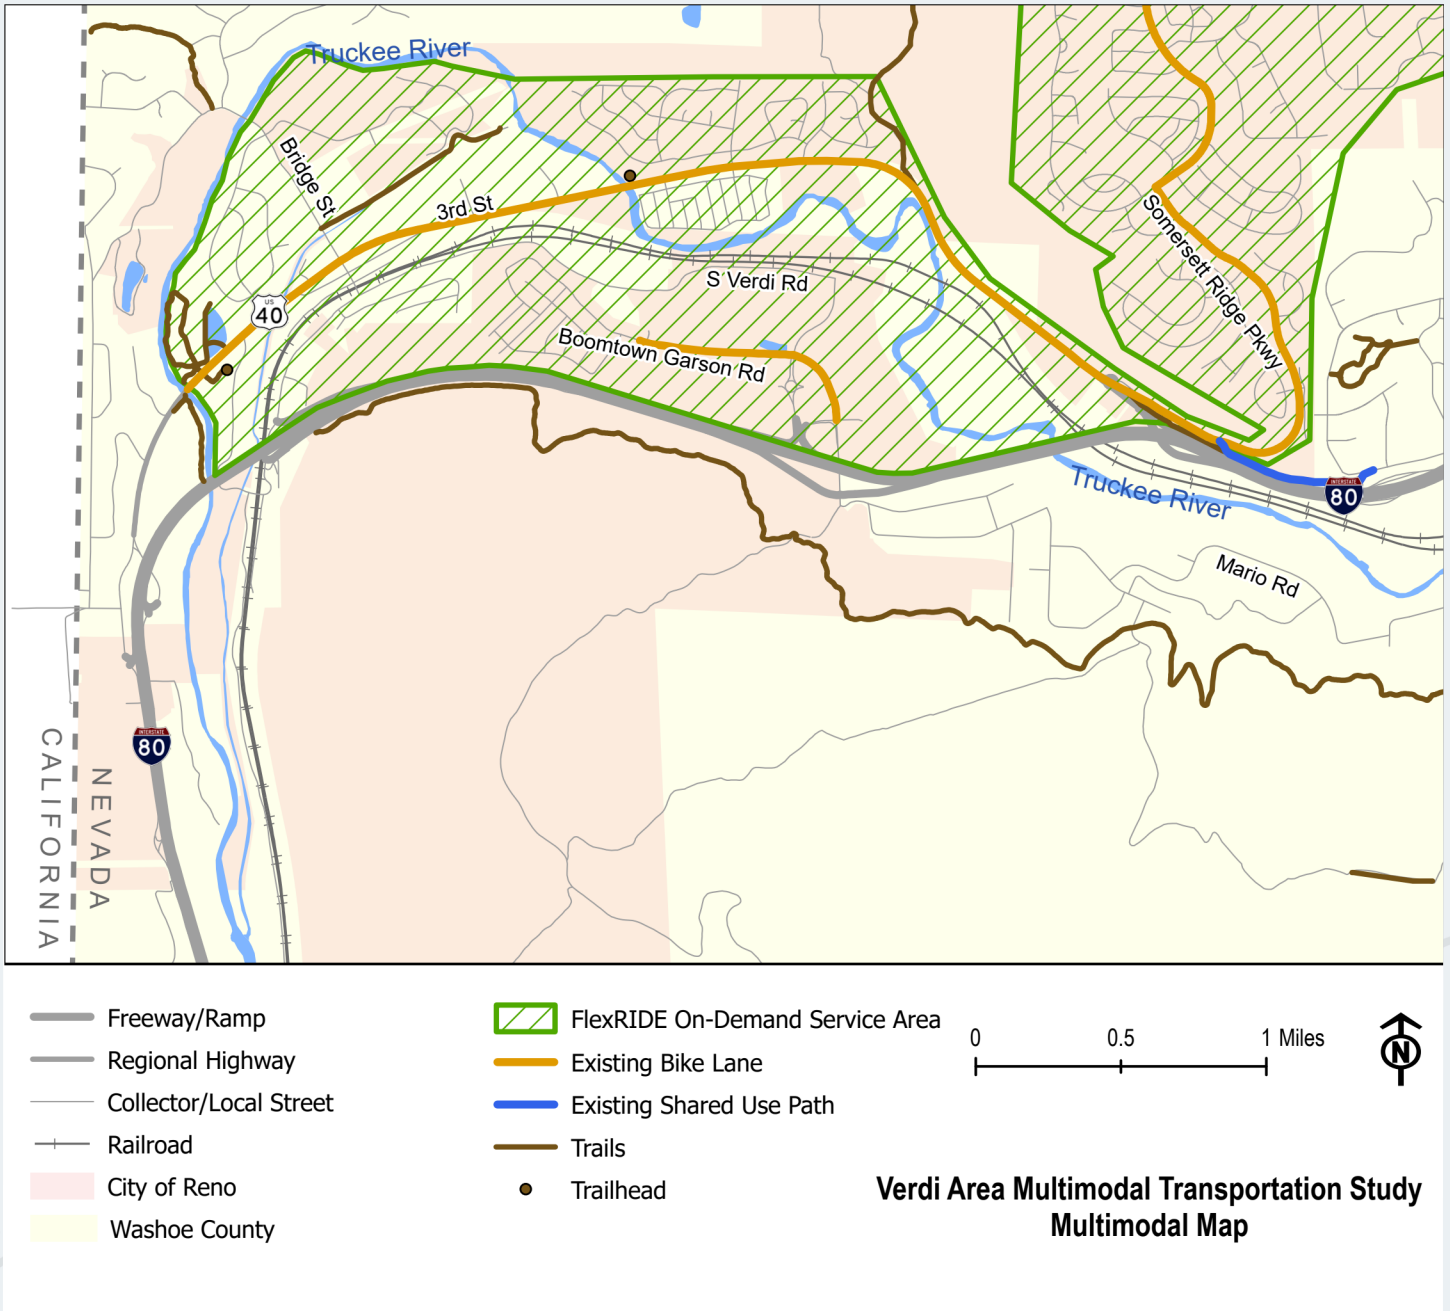 Truckee River
Bridge St
3rd St
US
40
S Verdi Rd
Boomtown Garson Rd
Somersett Ridge Pkwy
Truckee River
INTERSTATE
80
Mario Rd
INTERSTATE
80
CALIFORNIA
NEVADA
Freeway/Ramp
Regional Highway
Collector/Local Street
Railroad
City of Reno
Washoe County
FlexRIDE On-Demand Service Area
Existing Bike Lane
Existing Shared Use Path
Trails
Trailhead
0 0.5 1 Miles
N
Verdi Area Multimodal Transportation Study
Multimodal Map